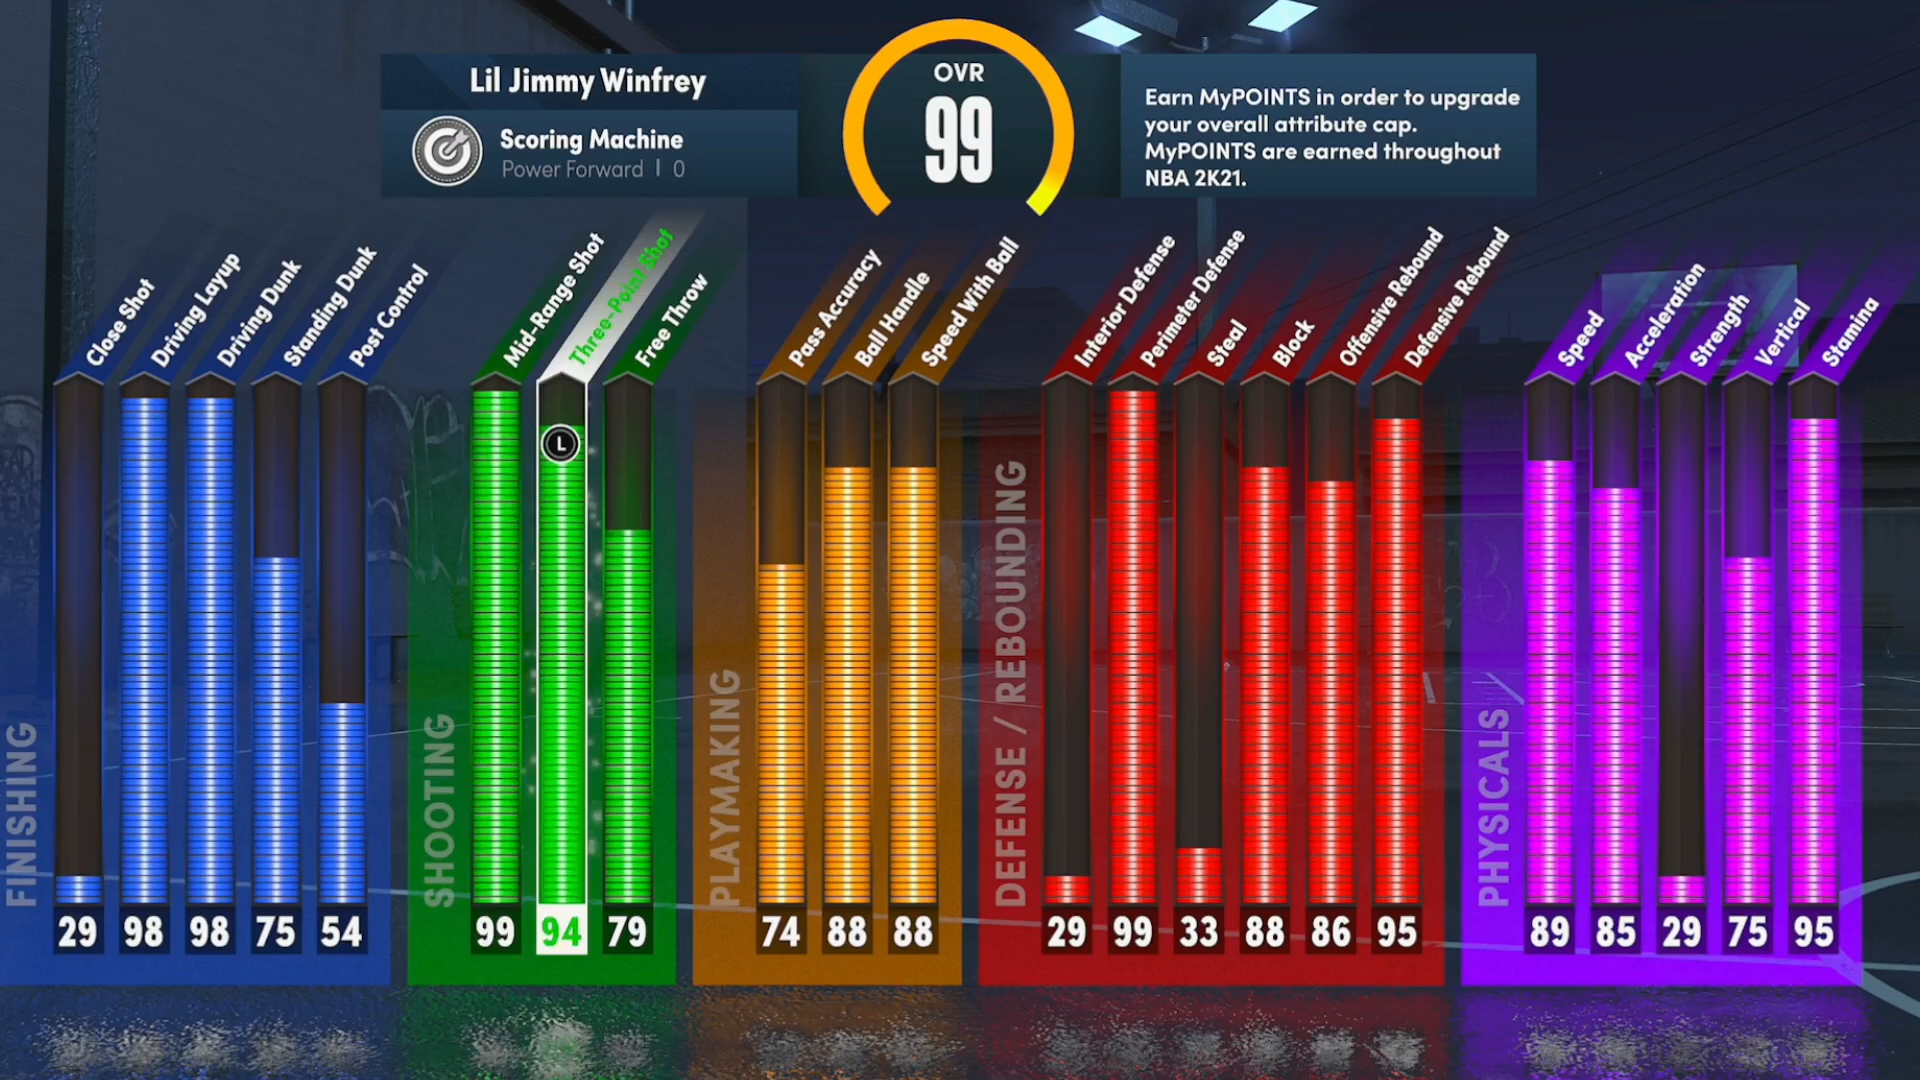 Lil Jimmy Winfrey
Scoring Machine
Power Forward | 0
OVR
99
Earn MyPOINTS in order to upgrade
your overall attribute cap.
MyPOINTS are earned throughout
NBA 2K21.
FINISHING
Close Shot
Driving Layup
Driving Dunk
Standing Dunk
Post Control
29 98 98 75 54
SHOOTING
Mid-Range Shot
Three-Point Shot
Free Throw
L
99 94 79
PLAYMAKING
Pass Accuracy
Ball Handle
Speed With Ball
74 88 88
DEFENSE / REBOUNDING
Interior Defense
Perimeter Defense
Steal
Block
Offensive Rebound
Defensive Rebound
29 99 33 88 86 95
PHYSICALS
Speed
Acceleration
Strength
Vertical
Stamina
89 85 29 75 95